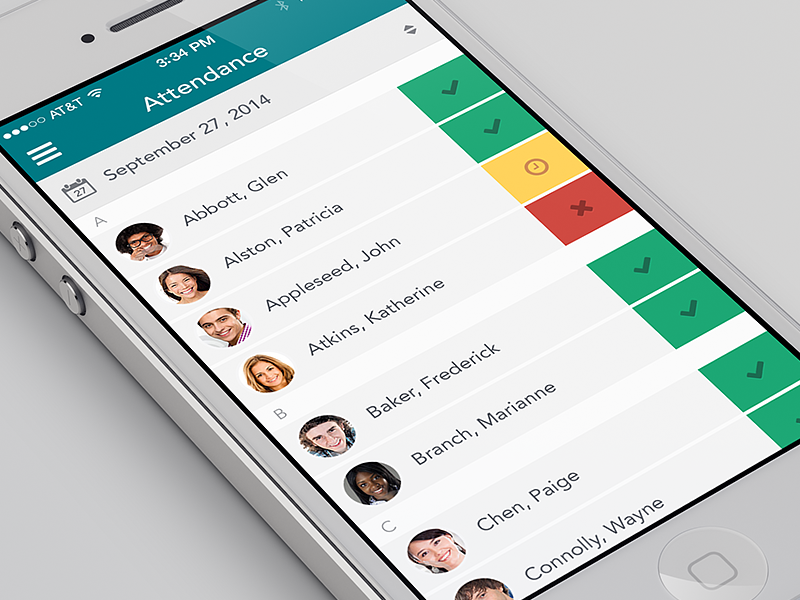 AT&T 3:34 PM
Attendance
27 September 27, 2014
A
Abbott, Glen
Alston, Patricia
Appleseed, John
Atkins, Katherine
B
Baker, Frederick
Branch, Marianne
C
Chen, Paige
Connolly, Wayne